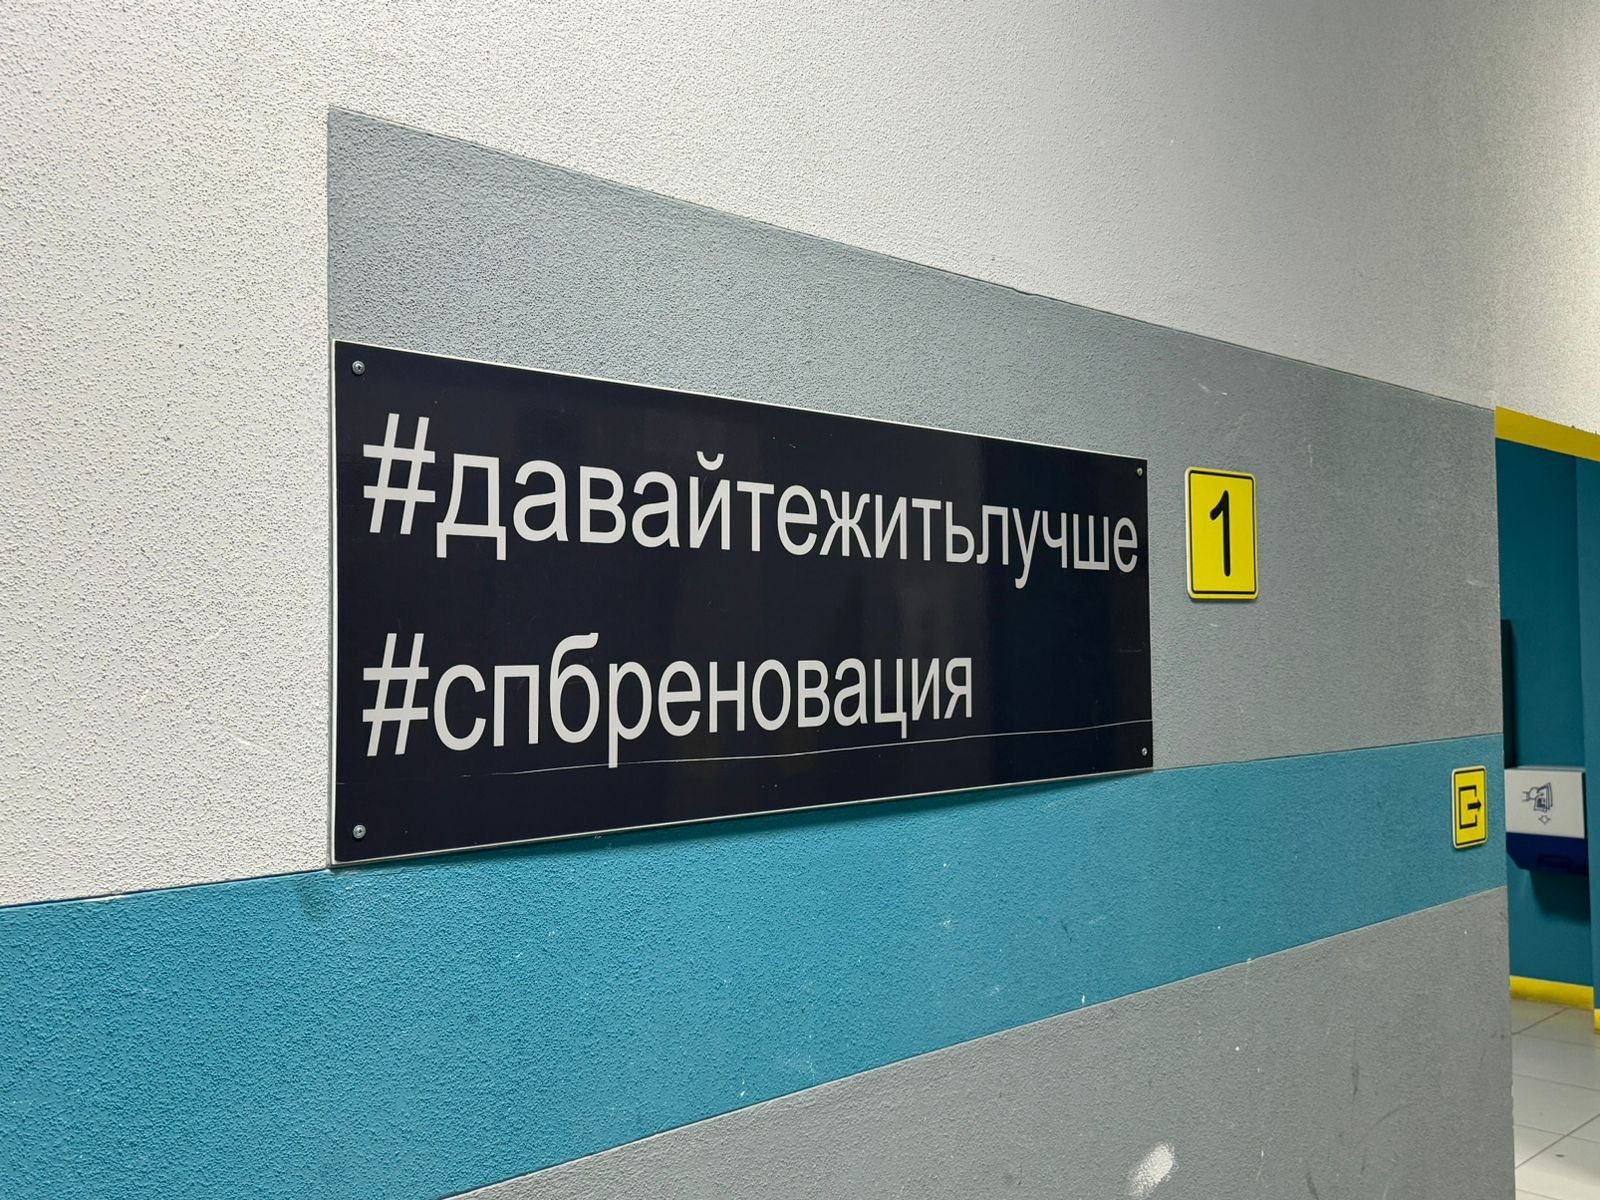 #давайтежитьлучше
#спбреновация
1